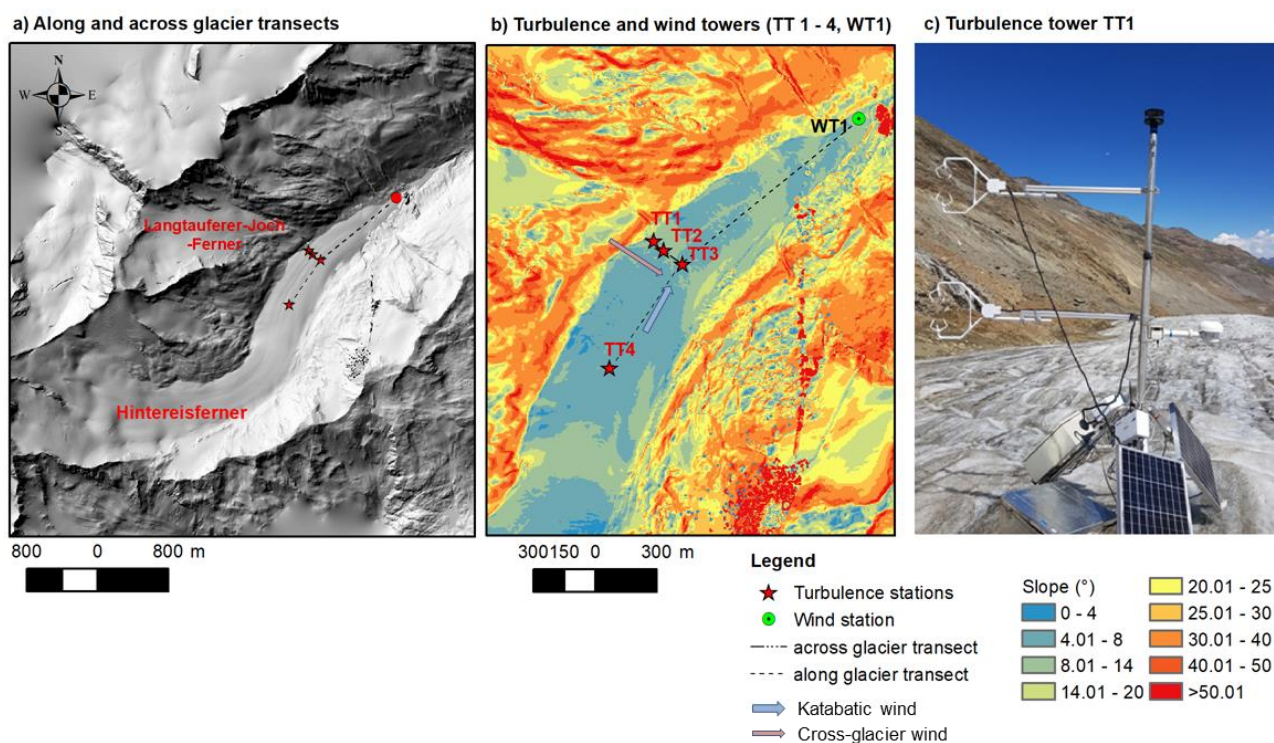 a) Along and across glacier transects
b) Turbulence and wind towers (TT 1 - 4, WT1)
c) Turbulence tower TT1
N
W
E
S
Langtauferer-Joch
-Ferner
Hintereisferner
WT1
TT1
TT2
TT3
TT4
800 0 800 m
300150 0 300 m
Legend
Turbulence stations
Wind station
across glacier transect
along glacier transect
Katabatic wind
Cross-glacier wind
Slope (°)
0 - 4
4.01 - 8
8.01 - 14
14.01 - 20
20.01 - 25
25.01 - 30
30.01 - 40
40.01 - 50
>50.01